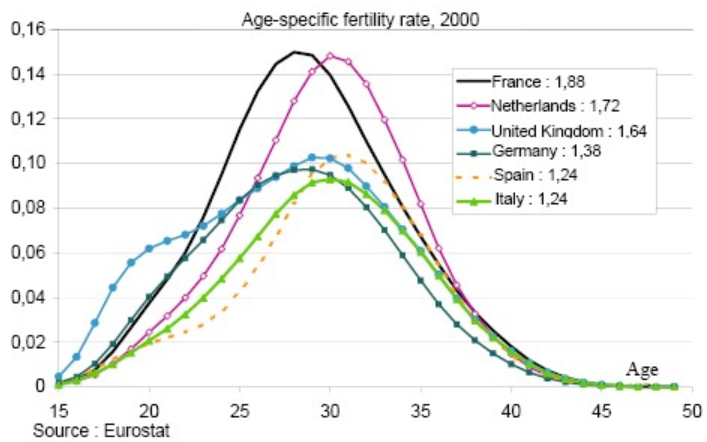 Age-specific fertility rate, 2000
0,16
0,14
0,12
0,10
0,08
0,06
0,04
0,02
0
France : 1,88
Netherlands : 1,72
United Kingdom : 1,64
Germany : 1,38
Spain : 1,24
Italy : 1,24
Age
15 20 25 30 35 40 45 50
Source : Eurostat